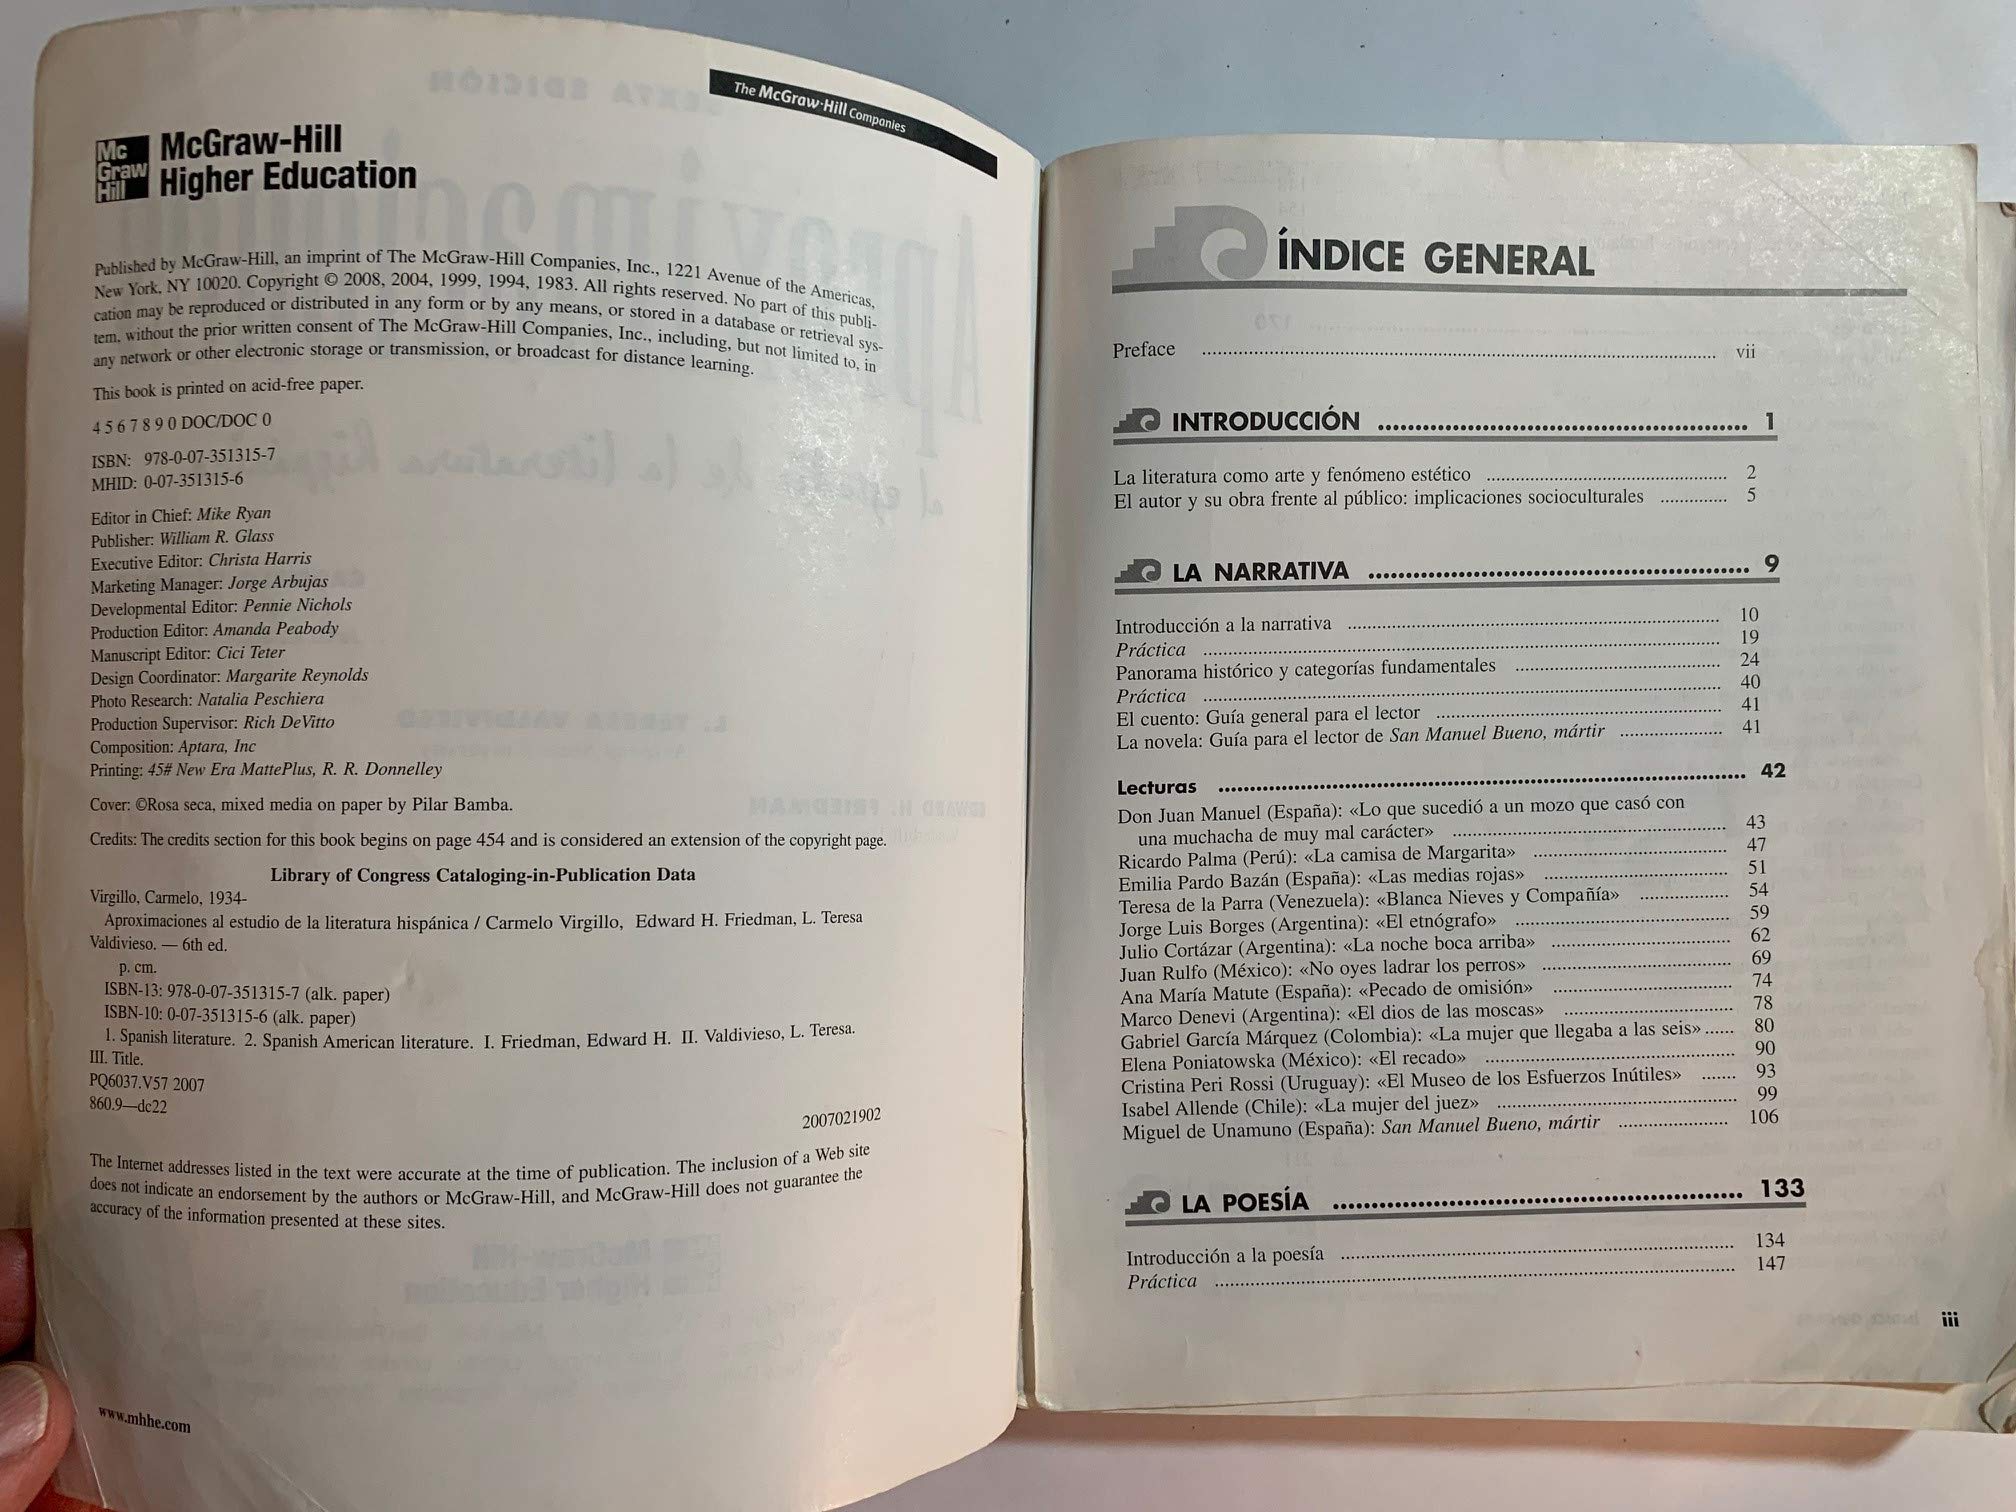 The McGraw·Hill Companies
Mc
Graw
Hill
McGraw-Hill
Higher Education
Published by McGraw-Hill, an imprint of The McGraw-Hill Companies, Inc., 1221 Avenue of the Americas,
New York, NY 10020. Copyright © 2008, 2004, 1999, 1994, 1983. All rights reserved. No part of this publi-
cation may be reproduced or distributed in any form or by any means, or stored in a database or retrieval sys-
tem, without the prior written consent of The McGraw-Hill Companies, Inc., including, but not limited to, in
any network or other electronic storage or transmission, or broadcast for distance learning.
This book is printed on acid-free paper.
4 5 6 7 8 9 0 DOC/DOC 0
ISBN: 978-0-07-351315-7
MHID: 0-07-351315-6
Editor in Chief: Mike Ryan
Publisher: William R. Glass
Executive Editor: Christa Harris
Marketing Manager: Jorge Arbujas
Developmental Editor: Pennie Nichols
Production Editor: Amanda Peabody
Manuscript Editor: Cici Teter
Design Coordinator: Margarite Reynolds
Photo Research: Natalia Peschiera
Production Supervisor: Rich DeVitto
Composition: Aptara, Inc
Printing: 45# New Era MattePlus, R. R. Donnelley
Cover: ©Rosa seca, mixed media on paper by Pilar Bamba.
Credits: The credits section for this book begins on page 454 and is considered an extension of the copyright page.
Library of Congress Cataloging-in-Publication Data
Virgillo, Carmelo, 1934-
Aproximaciones al estudio de la literatura hispánica / Carmelo Virgillo, Edward H. Friedman, L. Teresa
Valdivieso. — 6th ed.
p. cm.
ISBN-13: 978-0-07-351315-7 (alk. paper)
ISBN-10: 0-07-351315-6 (alk. paper)
1. Spanish literature. 2. Spanish American literature. I. Friedman, Edward H. II. Valdivieso, L. Teresa.
III. Title.
PQ6037.V57 2007
860.9—dc22
2007021902
The Internet addresses listed in the text were accurate at the time of publication. The inclusion of a Web site
does not indicate an endorsement by the authors or McGraw-Hill, and McGraw-Hill does not guarantee the
accuracy of the information presented at these sites.
www.mhhe.com
ÍNDICE GENERAL
Preface vii
INTRODUCCIÓN 1
La literatura como arte y fenómeno estético 2
El autor y su obra frente al público: implicaciones socioculturales 5
LA NARRATIVA 9
Introducción a la narrativa 10
Práctica 19
Panorama histórico y categorías fundamentales 24
Práctica 40
El cuento: Guía general para el lector 41
La novela: Guía para el lector de San Manuel Bueno, mártir 41
Lecturas 42
Don Juan Manuel (España): «Lo que sucedió a un mozo que casó con
una muchacha de muy mal carácter» 43
Ricardo Palma (Perú): «La camisa de Margarita» 47
Emilia Pardo Bazán (España): «Las medias rojas» 51
Teresa de la Parra (Venezuela): «Blanca Nieves y Compañía» 54
Jorge Luis Borges (Argentina): «El etnógrafo» 59
Julio Cortázar (Argentina): «La noche boca arriba» 62
Juan Rulfo (México): «No oyes ladrar los perros» 69
Ana María Matute (España): «Pecado de omisión» 74
Marco Denevi (Argentina): «El dios de las moscas» 78
Gabriel García Márquez (Colombia): «La mujer que llegaba a las seis» 80
Elena Poniatowska (México): «El recado» 90
Cristina Peri Rossi (Uruguay): «El Museo de los Esfuerzos Inútiles» 93
Isabel Allende (Chile): «La mujer del juez» 99
Miguel de Unamuno (España): San Manuel Bueno, mártir 106
LA POESÍA 133
Introducción a la poesía 134
Práctica 147
iii